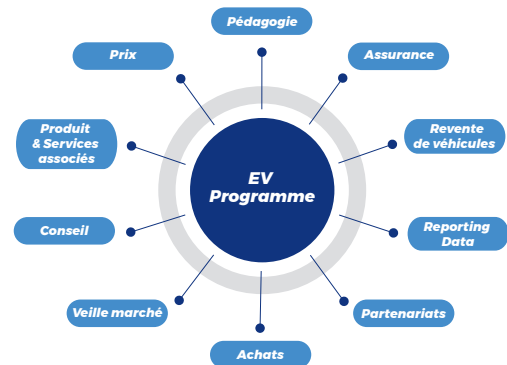 Pédagogie
Prix
Assurance
Produit
& Services
associés
Revente
de véhicules
EV
Programme
Conseil
Reporting
Data
Veille marché
Partenariats
Achats